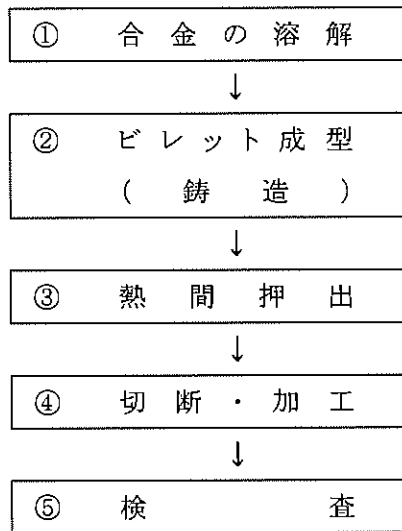 ① 合金の溶解
↓
② ビレット成型
(鋳造)
↓
③ 熱間押出
↓
④ 切断・加工
↓
⑤ 検査